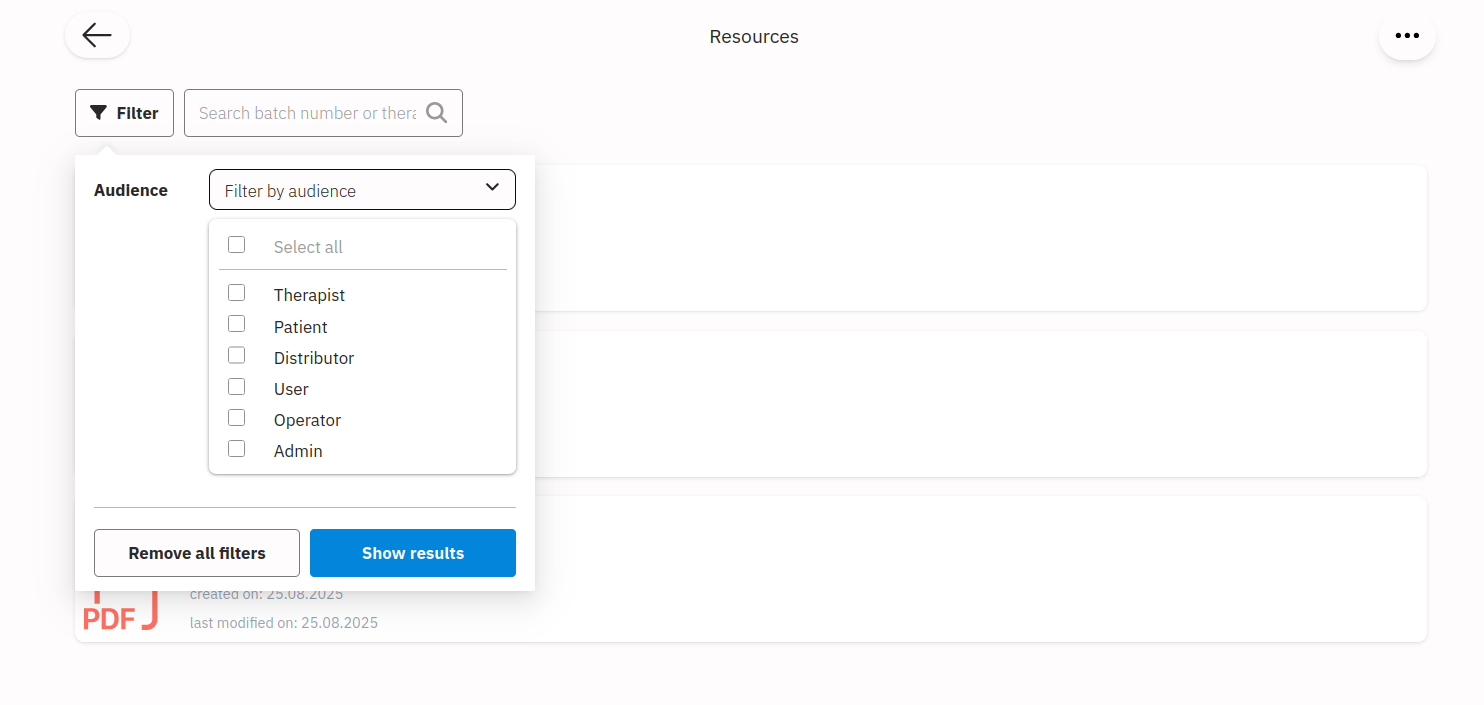 Resources
Filter
Search batch number or thera
Audience
Filter by audience
Select all
Therapist
Patient
Distributor
User
Operator
Admin
Remove all filters
Show results
created on: 25.08.2025
PDF
last modified on: 25.08.2025